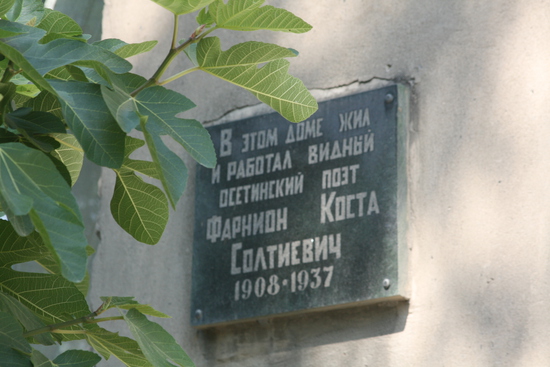 В ЭТОМ ДОМЕ ЖИЛ
И РАБОТАЛ ВИДНЫЙ
ОСЕТИНСКИЙ ПОЭТ
ФАРНИОН КОСТА
СОЛТИЕВИЧ
1908·1937